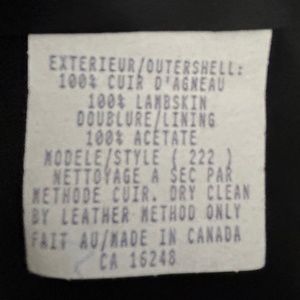 EXTERIEUR/OUTERSHELL:
100% CUIR D'AGNEAU
100% LAMBSKIN
DOUBLURE/LINING
100% ACETATE
MODELE/STYLE ( 222 )
NETTOYAGE A SEC PAR
METHODE CUIR. DRY CLEAN
BY LEATHER METHOD ONLY
FAIT AU/MADE IN CANADA
CA 16248